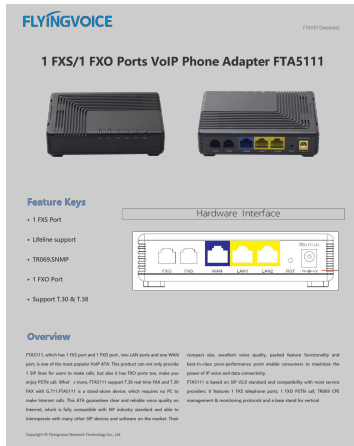 FLYINGVOICE
FTA5111 Datasheet
1 FXS/1 FXO Ports VoIP Phone Adapter FTA5111
Feature Keys
• 1 FXS Port
• Lifeline support
• TR069,SNMP
• 1 FXO Port
• Support T.30 & T.38
Hardware Interface
FXO FXS WAN LAN1 LAN2 RST
Overview
FTA5111, which has 1 FXS port and 1 FXO port , two LAN ports and one WAN
port, is one of the most popular VoIP ATA. This product can not only provide
1 SIP lines for users to make calls, but also it has FXO ports too, make you
enjoy PSTN call. What’ s more, FTA5111 support T.38 real-time FAX and T.30
FAX with G.711.FTA5111 is a stand-alone device, which requires no PC to
make Internet calls. This ATA guarantees clear and reliable voice quality on
Internet, which is fully compatible with SIP industry standard and able to
interoperate with many other SIP devices and software on the market. Their
compact size, excellent voice quality, packed feature functionality and
best-in-class price-performance point enable consumers to maximize the
power of IP voice and data connectivity.
FTA5111 is based on SIP V2.0 standard and compatibility with most service
providers. It features 1 FXS telephone ports, 1 FXO PSTN call. TR069 CPE
management & monitoring protocols and a base stand for vertical
Copyright © Flyingvoice Network Technology Co., Ltd